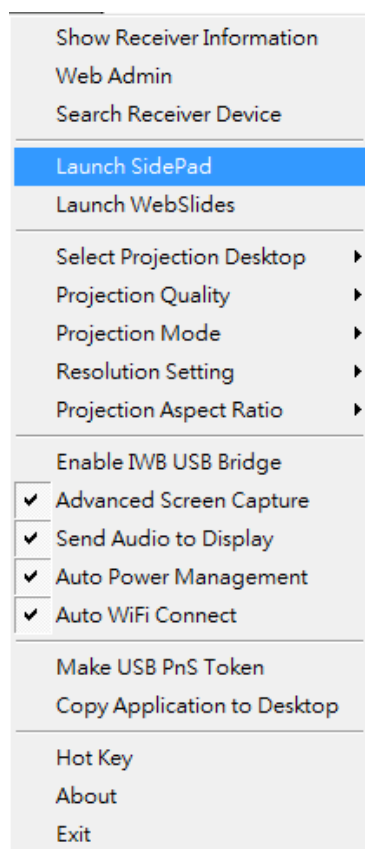 Show Receiver Information
Web Admin
Search Receiver Device
Launch SidePad
Launch WebSlides
Select Projection Desktop
Projection Quality
Projection Mode
Resolution Setting
Projection Aspect Ratio
Enable IWB USB Bridge
Advanced Screen Capture
Send Audio to Display
Auto Power Management
Auto WiFi Connect
Make USB PnS Token
Copy Application to Desktop
Hot Key
About
Exit